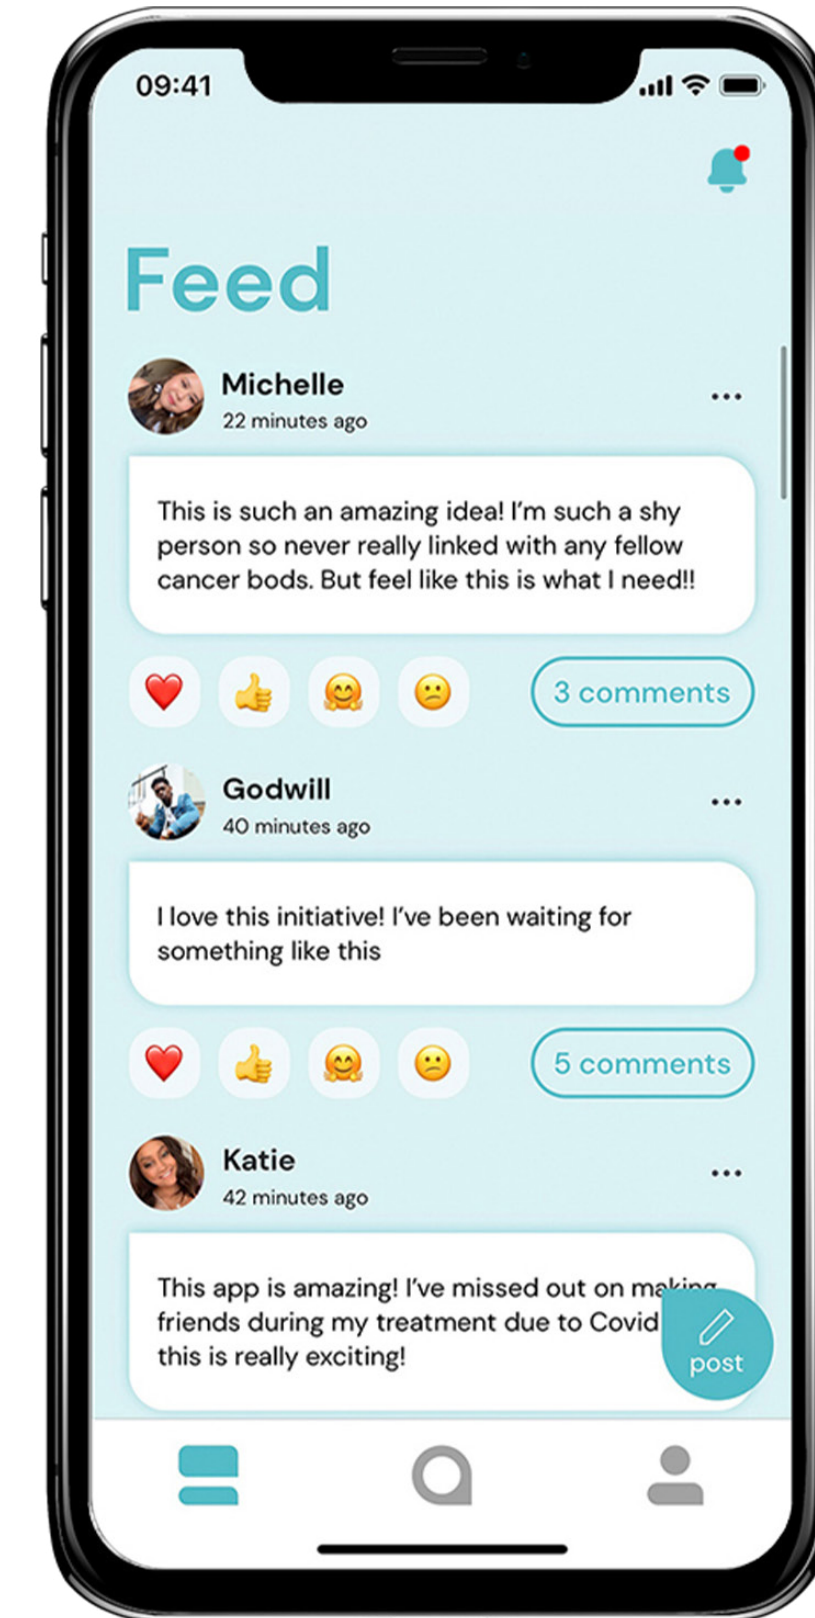 09:41
Feed
Michelle
22 minutes ago
This is such an amazing idea! I’m such a shy
person so never really linked with any fellow
cancer bods. But feel like this is what I need!!
3 comments
Godwill
40 minutes ago
I love this initiative! I’ve been waiting for
something like this
5 comments
Katie
42 minutes ago
This app is amazing! I’ve missed out on making
friends during my treatment due to Covid
this is really exciting!
post